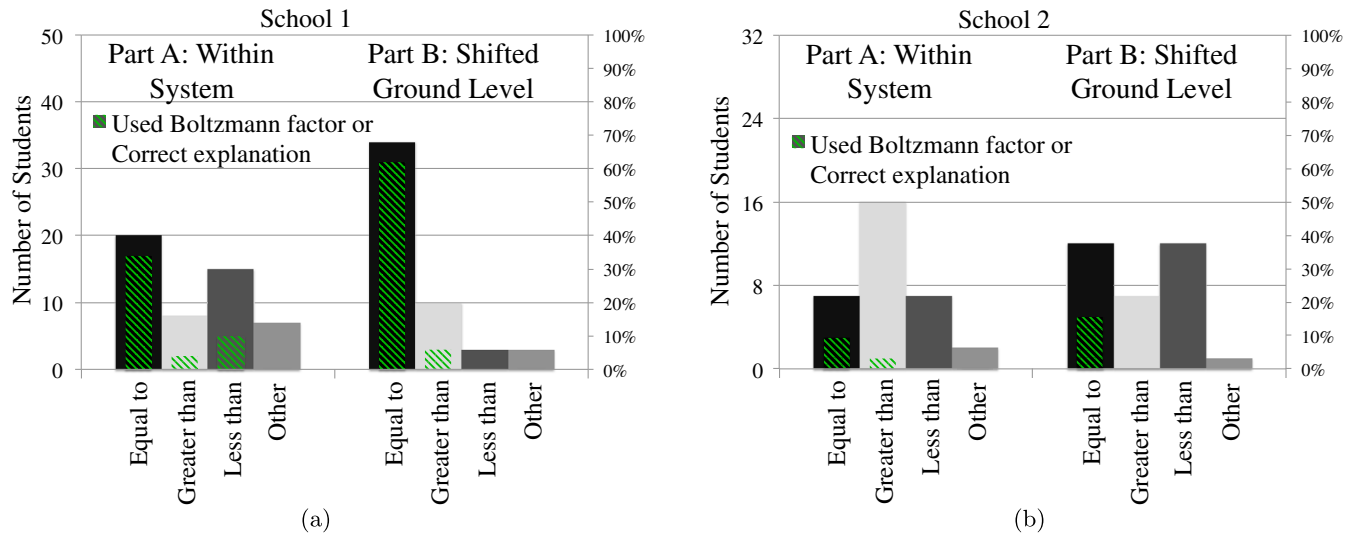 School 1
50
40
30
20
10
0
Number of Students
Part A: Within
System
Part B: Shifted
Ground Level
Used Boltzmann factor or
Correct explanation
100%
90%
80%
70%
60%
50%
40%
30%
20%
10%
0%
Equal to
Greater than
Less than
Other
Equal to
Greater than
Less than
Other
(a)
School 2
32
24
16
8
0
Number of Students
Part A: Within
System
Part B: Shifted
Ground Level
Used Boltzmann factor or
Correct explanation
100%
90%
80%
70%
60%
50%
40%
30%
20%
10%
0%
Equal to
Greater than
Less than
Other
Equal to
Greater than
Less than
Other
(b)